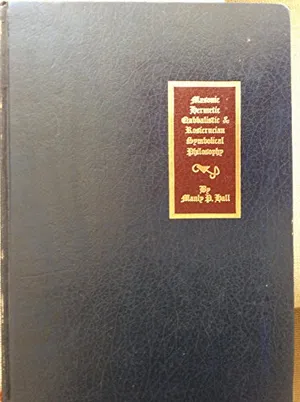 Masonic
Hermetic
Qabbalistic &
Rosicrucian
Symbolical
Philosophy
By
Manly P. Hall